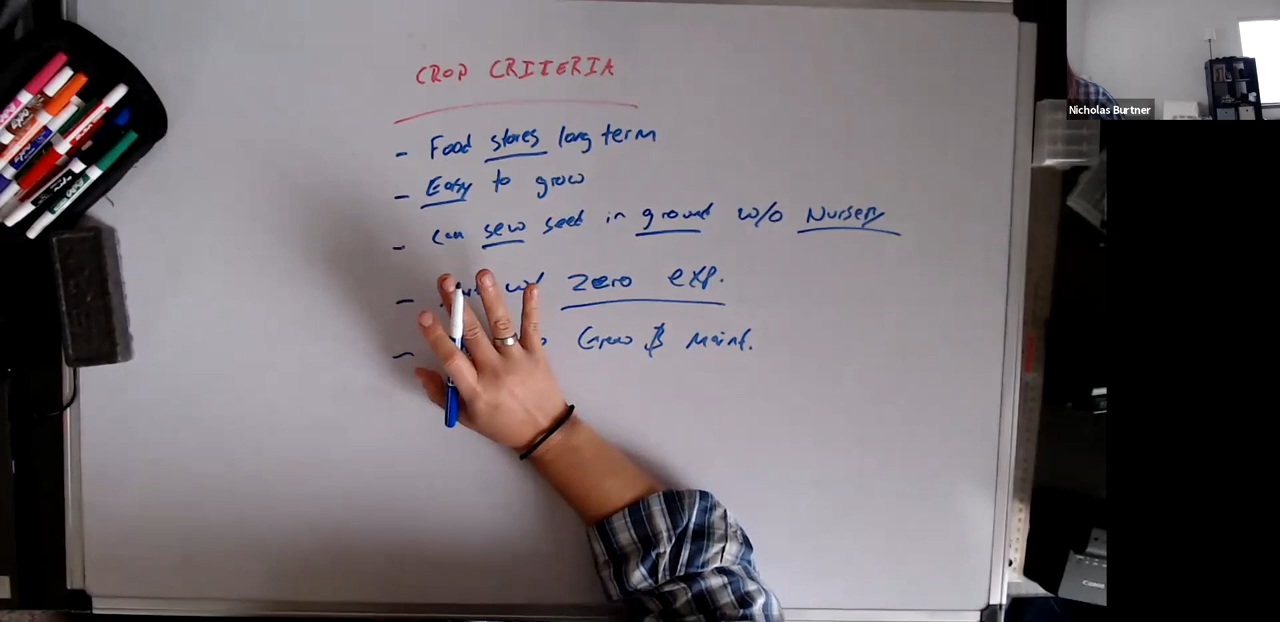 CROP CRITERIA
- Food stores long term
- Easy to grow
- Can sew seed in ground w/o Nursery
- w/ zero exp.
- Grow & Maint.
Nicholas Burtner
Canon